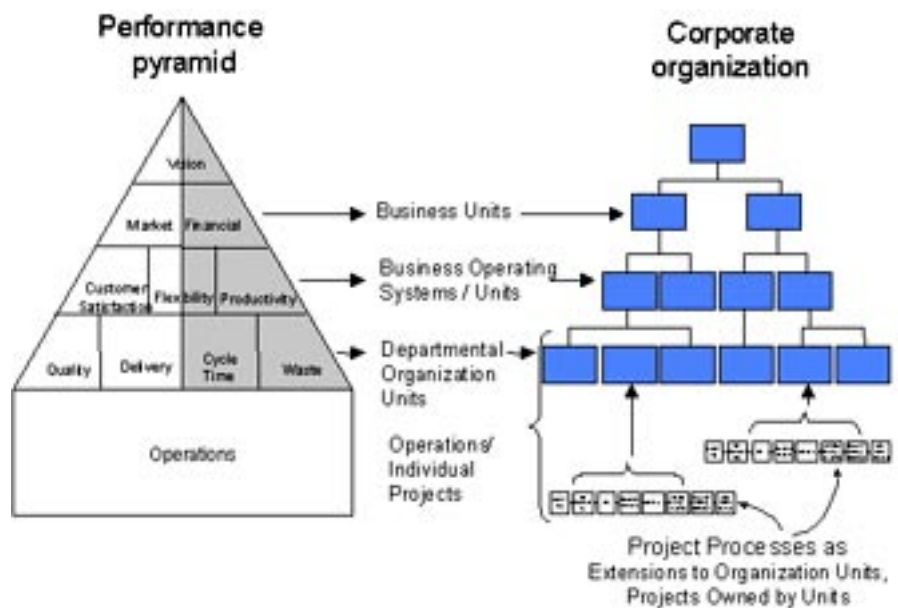 Performance
pyramid
Corporate
organization
Vision
Market
Financial
Business Units
Customer
Satisfaction
Flexibility
Productivity
Business Operating
Systems / Units
Quality
Delivery
Cycle
Time
Waste
Departmental
Organization
Units
Operations
Operations/
Individual
Projects
Project Processes as
Extensions to Organization Units,
Projects Owned by Units